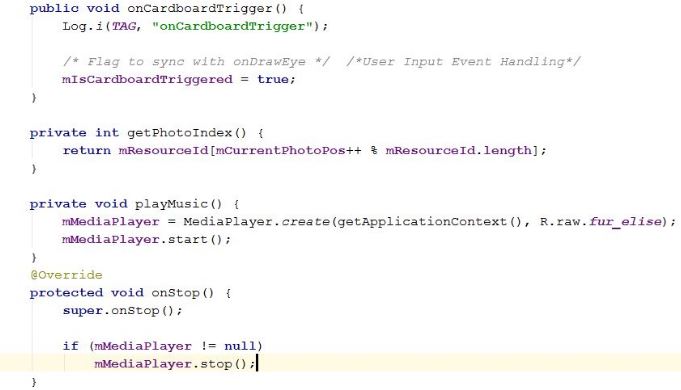 public void onCardboardTrigger() {
Log.i(TAG, "onCardboardTrigger");
/* Flag to sync with onDrawEye */ /*User Input Event Handling*/
mIsCardboardTriggered = true;
}
private int getPhotoIndex() {
return mResourceId[mCurrentPhotoPos++ % mResourceId.length];
}
private void playMusic() {
mMediaPlayer = MediaPlayer.create(getApplicationContext(), R.raw.fur_elise);
mMediaPlayer.start();
}
@Override
protected void onStop() {
super.onStop();
if (mMediaPlayer != null)
mMediaPlayer.stop();
}